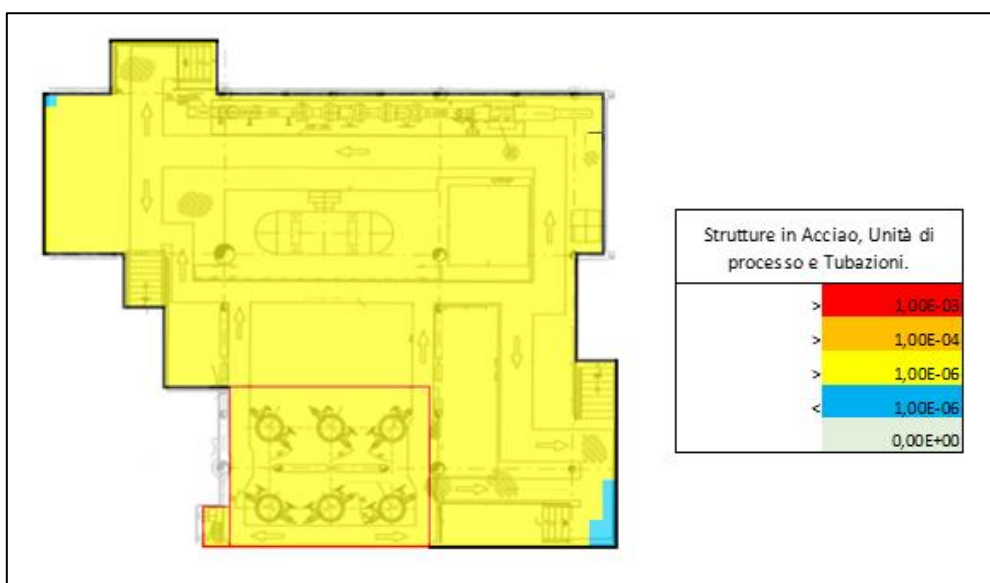 Strutture in Acciao, Unità di
processo e Tubazioni.
> 1,00E-03
> 1,00E-04
> 1,00E-06
< 1,00E-06
0,00E+00